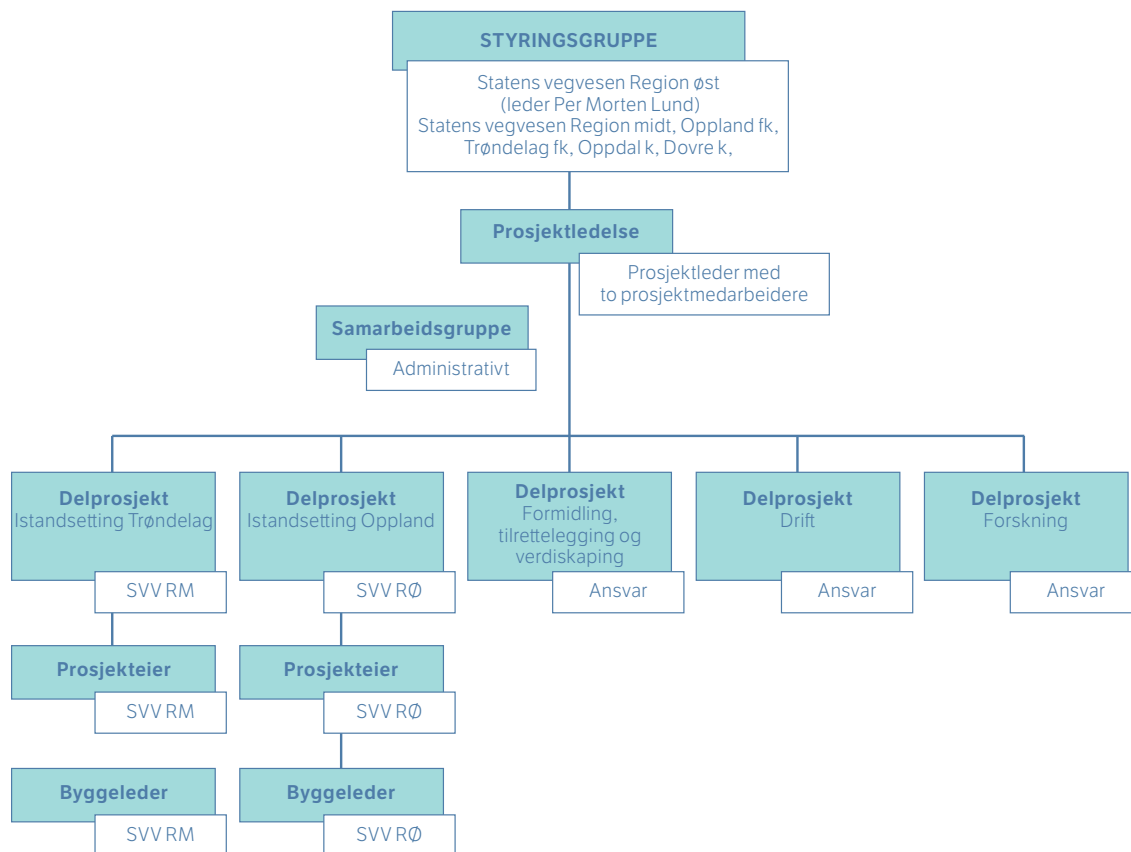 STYRINGSGRUPPE
Statens vegvesen Region øst
(leder Per Morten Lund)
Statens vegvesen Region midt, Oppland fk,
Trøndelag fk, Oppdal k, Dovre k,
Prosjektledelse
Prosjektleder med
to prosjektmedarbeidere
Samarbeidsgruppe
Administrativt
Delprosjekt
Istandsetting Trøndelag
SVV RM
Delprosjekt
Istandsetting Oppland
SVV RØ
Delprosjekt
Formidling,
tilrettelegging og
verdiskaping
Ansvar
Delprosjekt
Drift
Ansvar
Delprosjekt
Forskning
Ansvar
Prosjekteier
SVV RM
Prosjekteier
SVV RØ
Byggeleder
SVV RM
Byggeleder
SVV RØ